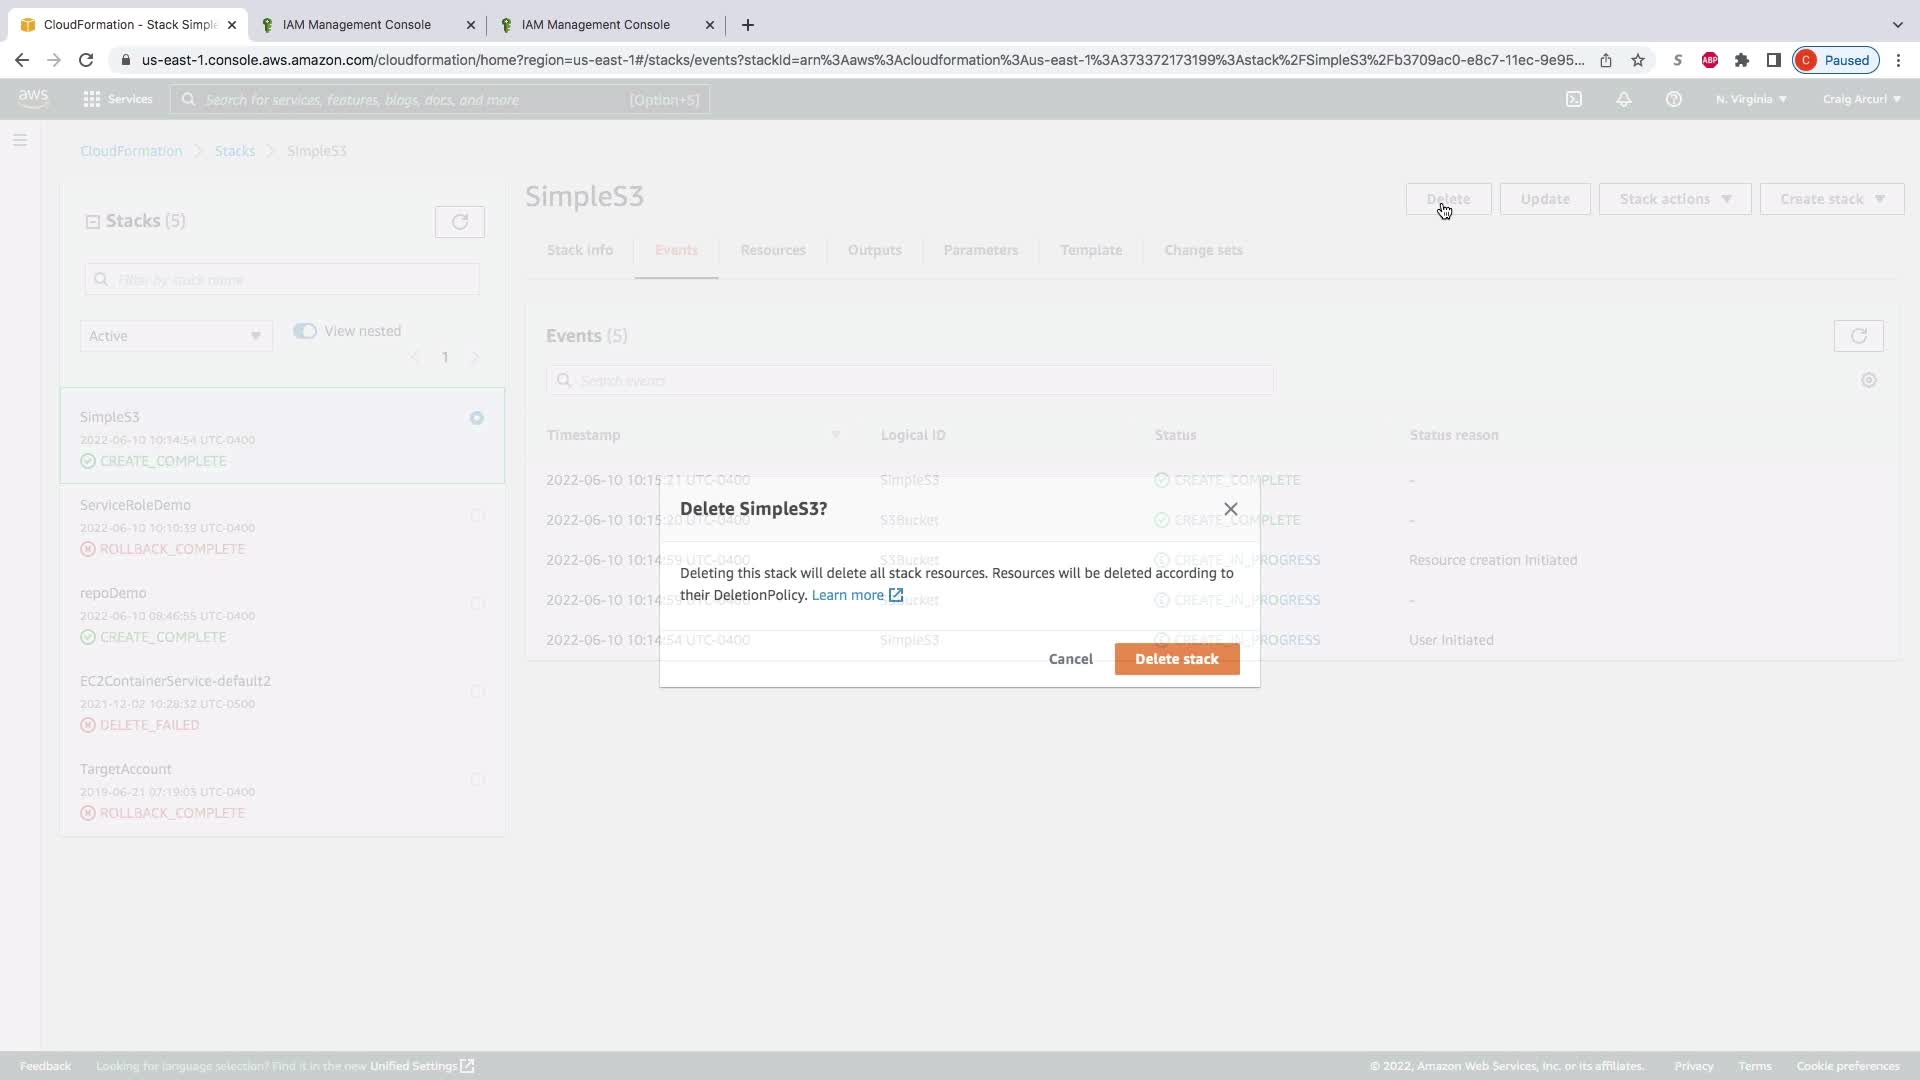 CloudFormation - Stack Simple
IAM Management Console
IAM Management Console
us-east-1.console.aws.amazon.com/cloudformation/home?region=us-east-1#/stacks/events?stackId=arn%3Aaws%3Acloudformation%3Aus-east-1%3A373372173199%3Astack%2FSimpleS3%2Fb3709ac0-e8c7-11ec-9e95...
S
ABP
C Paused
aws
Services
Search for services, features, blogs, docs, and more
[Option+S]
N. Virginia
Craig Arcuri
CloudFormation
Stacks
SimpleS3
SimpleS3
Delete
Update
Stack actions
Create stack
Stacks (5)
Filter by stack name
Active
View nested
1
SimpleS3
2022-06-10 10:14:54 UTC-0400
CREATE_COMPLETE
ServiceRoleDemo
2022-06-10 10:10:39 UTC-0400
ROLLBACK_COMPLETE
repoDemo
2022-06-10 08:46:55 UTC-0400
CREATE_COMPLETE
EC2ContainerService-default2
2021-12-02 10:28:32 UTC-0500
DELETE_FAILED
TargetAccount
2019-06-21 07:19:03 UTC-0400
ROLLBACK_COMPLETE
Stack info
Events
Resources
Outputs
Parameters
Template
Change sets
Events (5)
Search events
Timestamp
Logical ID
Status
Status reason
2022-06-10 10:15:21 UTC-0400 SimpleS3 CREATE_COMPLETE -
2022-06-10 10:15:20 UTC-0400 S3Bucket CREATE_COMPLETE -
2022-06-10 10:14:59 UTC-0400 S3Bucket CREATE_IN_PROGRESS Resource creation Initiated
2022-06-10 10:14:59 UTC-0400 S3Bucket CREATE_IN_PROGRESS -
2022-06-10 10:14:54 UTC-0400 SimpleS3 CREATE_IN_PROGRESS User Initiated
Delete SimpleS3?
Deleting this stack will delete all stack resources. Resources will be deleted according to
their DeletionPolicy. Learn more
Cancel
Delete stack
Feedback
Looking for language selection? Find it in the new Unified Settings
© 2022, Amazon Web Services, Inc. or its affiliates.
Privacy
Terms
Cookie preferences